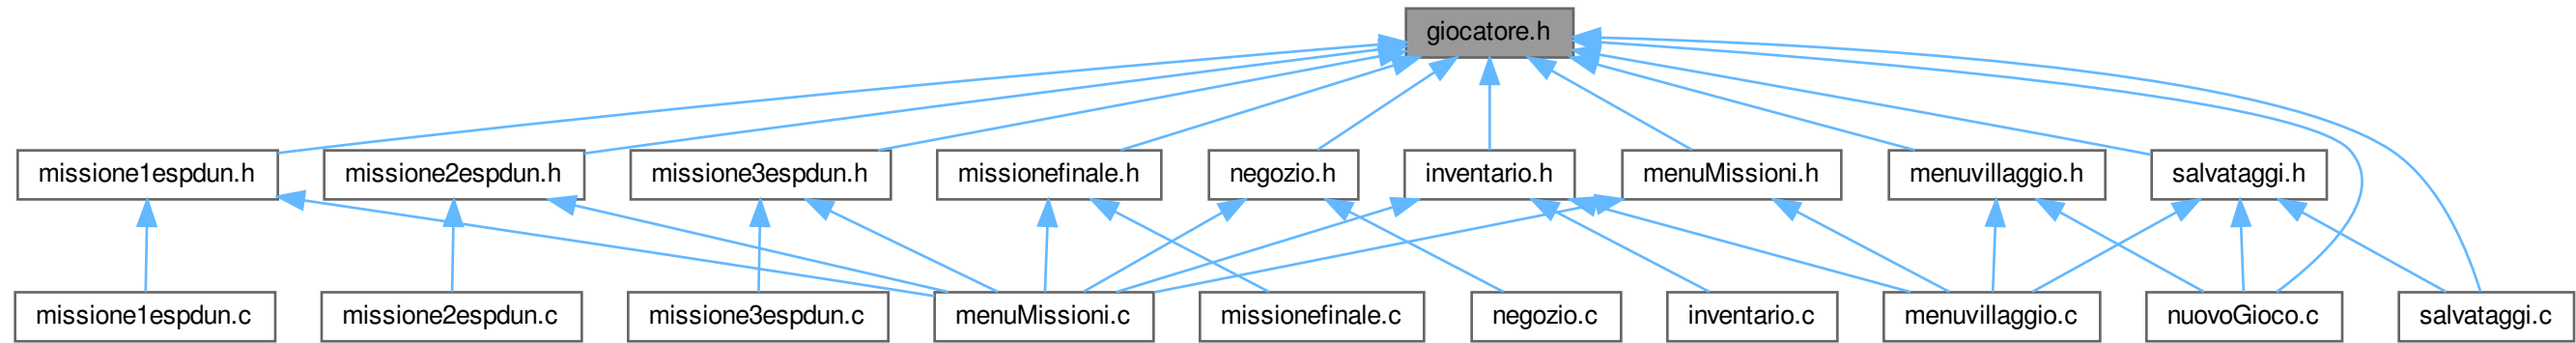 giocatore.h
missione1espdun.h
missione2espdun.h
missione3espdun.h
missionefinale.h
negozio.h
inventario.h
menuMissioni.h
menuvillaggio.h
salvataggi.h
missione1espdun.c
missione2espdun.c
missione3espdun.c
menuMissioni.c
missionefinale.c
negozio.c
inventario.c
menuvillaggio.c
nuovoGioco.c
salvataggi.c